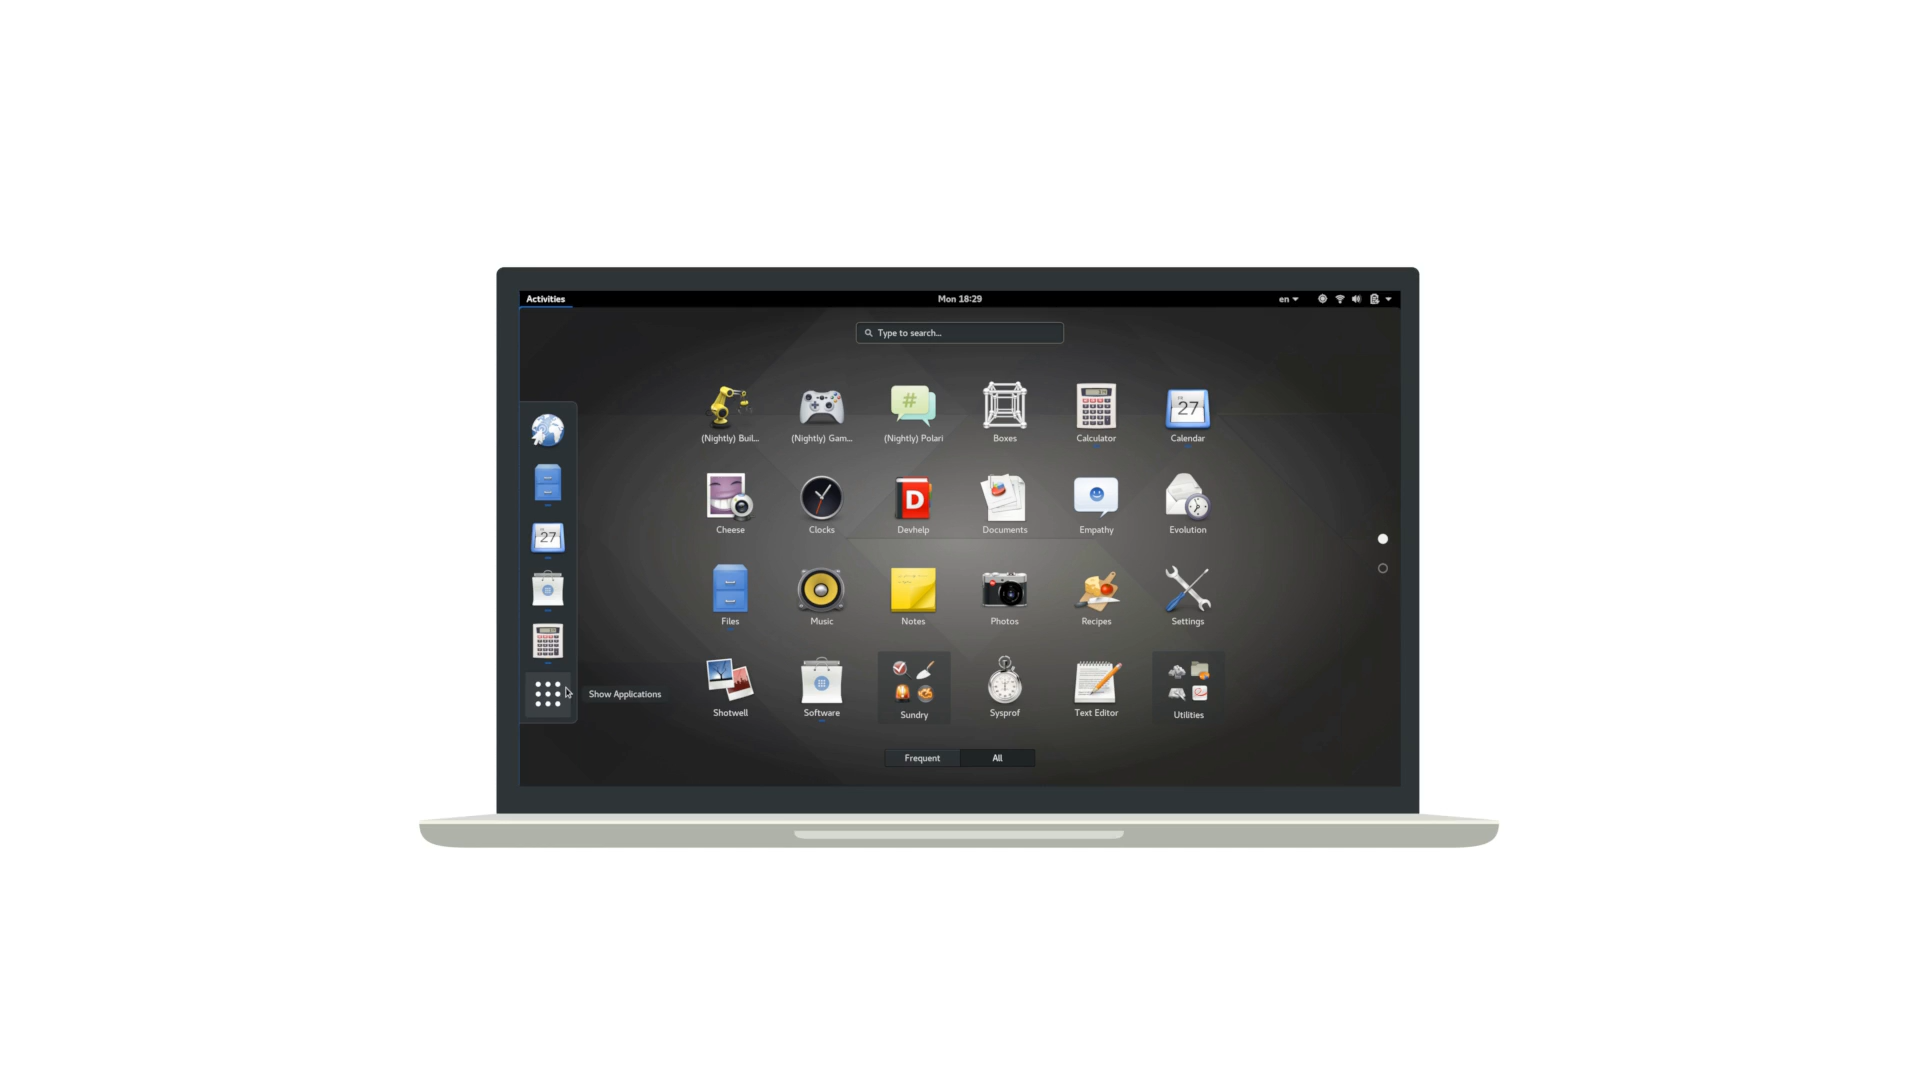 Activities
Mon 18:29
en
Type to search...
(Nightly) Buil...
(Nightly) Gam...
(Nightly) Polari
Boxes
Calculator
Calendar
27
#
D
Cheese
Clocks
Devhelp
Documents
Empathy
Evolution
Files
Music
Notes
Photos
Recipes
Settings
27
Show Applications
Shotwell
Software
Sundry
Sysprof
Text Editor
Utilities
Frequent
All